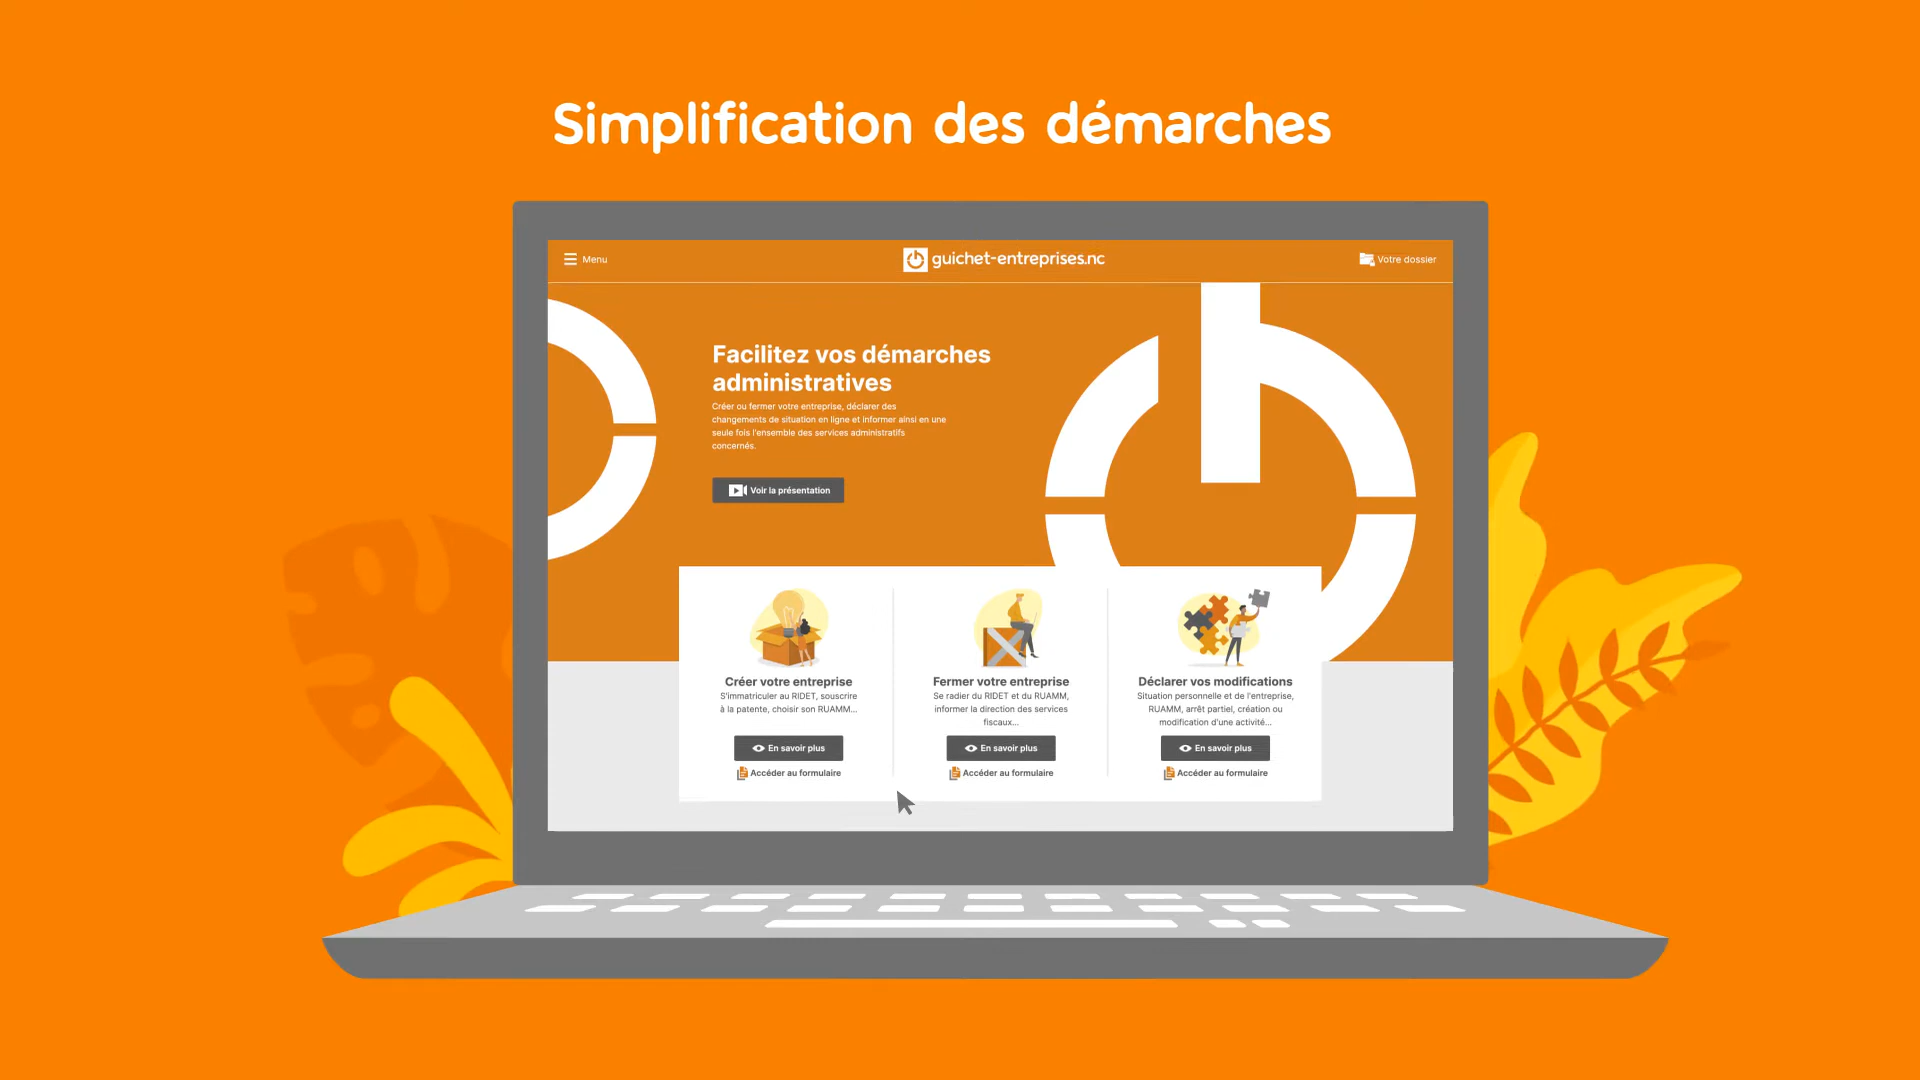 Simplification des démarches
Menu
guichet-entreprises.nc
Votre dossier
Facilitez vos démarches
administratives
Créer ou fermer votre entreprise, déclarer des
changements de situation en ligne et informer ainsi en une
seule fois l'ensemble des services administratifs
concernés.
Voir la présentation
Créer votre entreprise
S'immatriculer au RIDET, souscrire
à la patente, choisir son RUAMM...
En savoir plus
Accéder au formulaire
Fermer votre entreprise
Se radier du RIDET et du RUAMM,
informer la direction des services
fiscaux...
En savoir plus
Accéder au formulaire
Déclarer vos modifications
Situation personnelle et de l'entreprise,
RUAMM, arrêt partiel, création ou
modification d'une activité...
En savoir plus
Accéder au formulaire